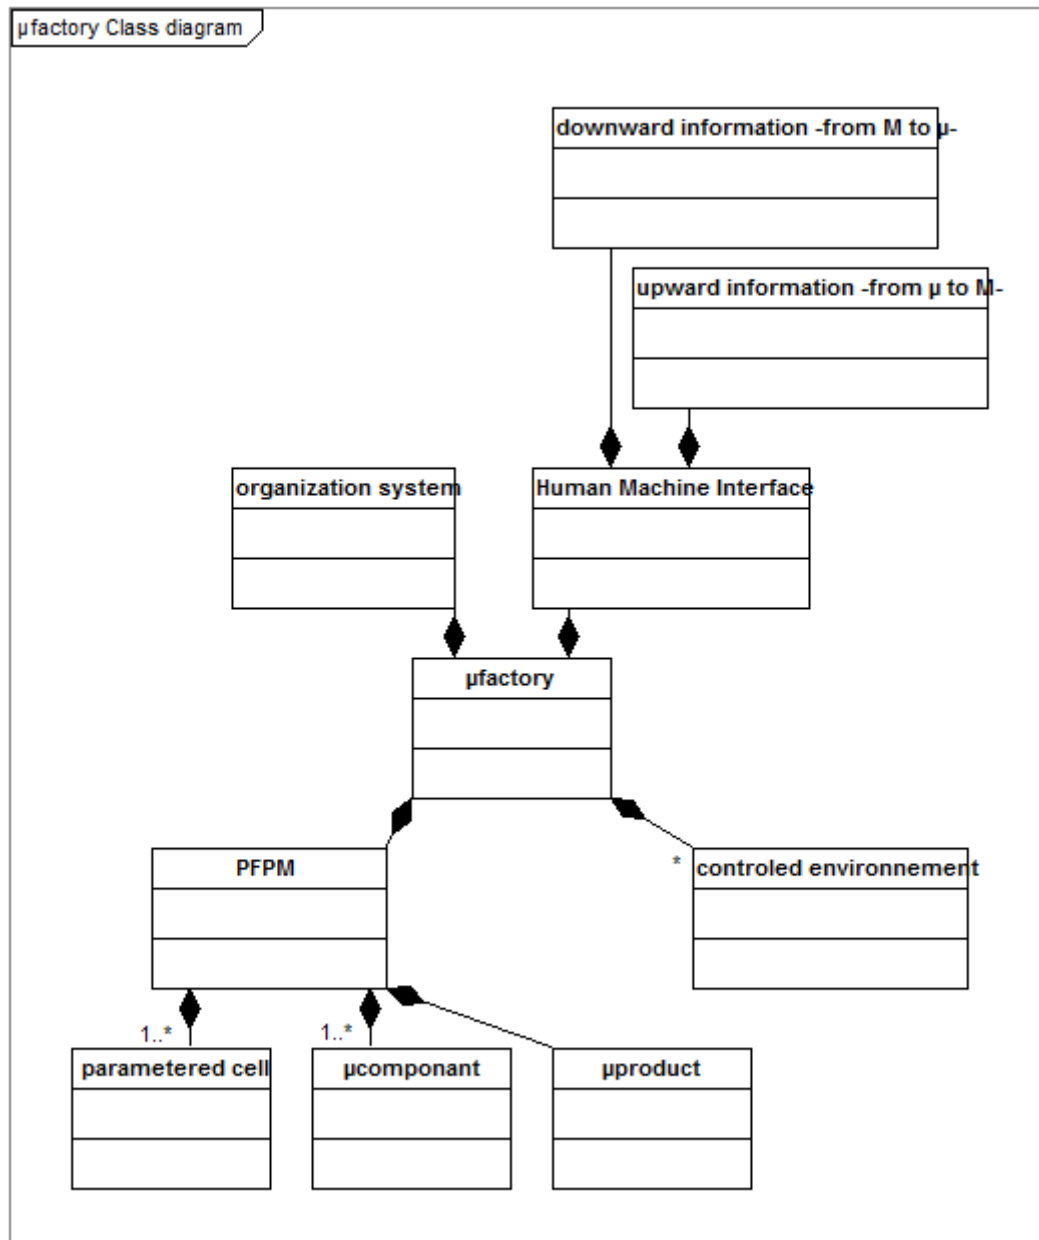 µfactory Class diagram
downward information -from M to µ-
upward information -from µ to M-
organization system
Human Machine Interface
µfactory
PFPM
* controled environnement
1..*
1..*
parametered cell
µcomponant
µproduct